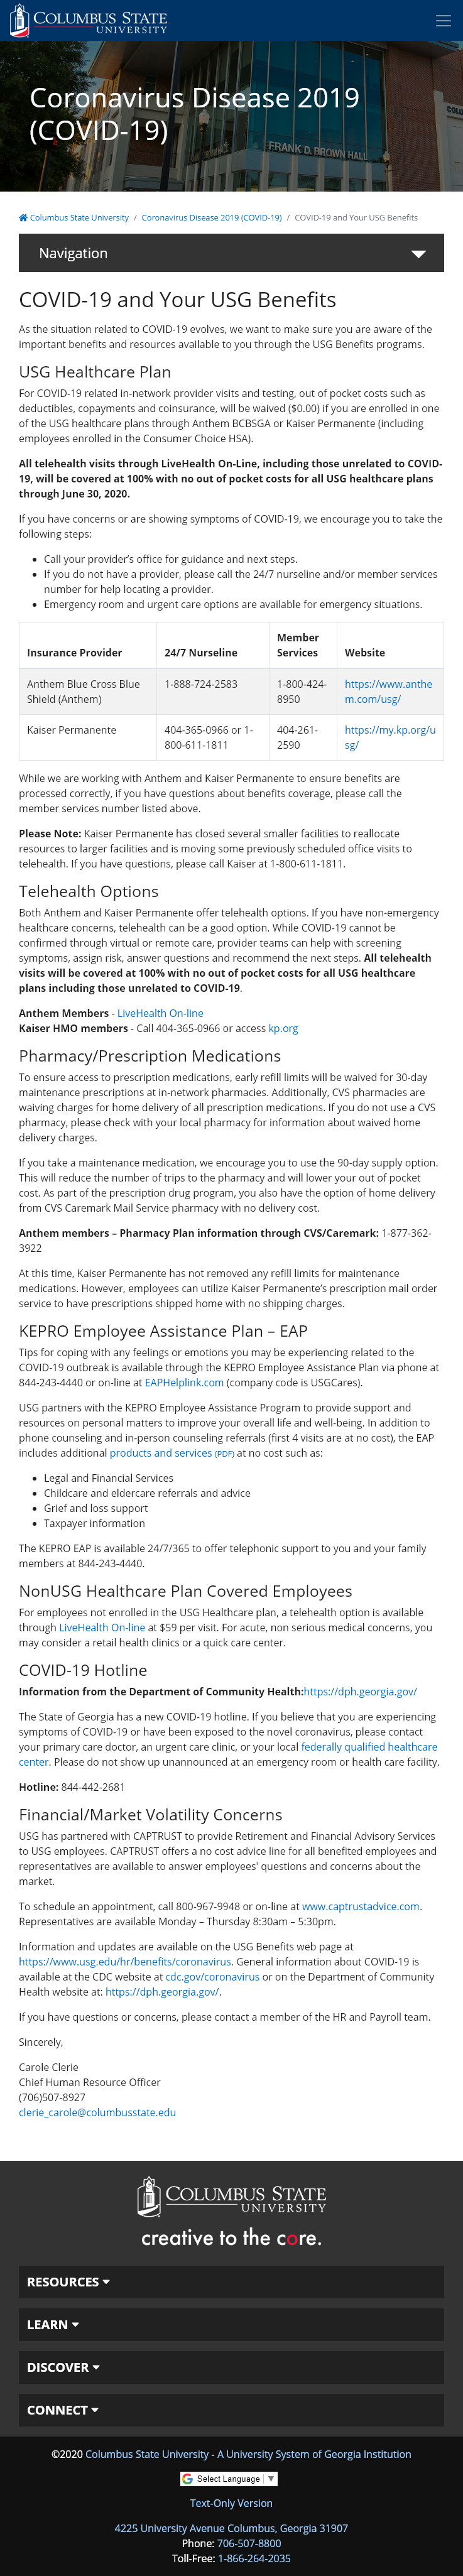 COLUMBUS STATE
UNIVERSITY
Coronavirus Disease 2019
(COVID-19)
FRANK D. BROWN HALL
Columbus State University / Coronavirus Disease 2019 (COVID-19) / COVID-19 and Your USG Benefits
Navigation
COVID-19 and Your USG Benefits
As the situation related to COVID-19 evolves, we want to make sure you are aware of the
important benefits and resources available to you through the USG Benefits programs.
USG Healthcare Plan
For COVID-19 related in-network provider visits and testing, out of pocket costs such as
deductibles, copayments and coinsurance, will be waived ($0.00) if you are enrolled in one
of the USG healthcare plans through Anthem BCBSGA or Kaiser Permanente (including
employees enrolled in the Consumer Choice HSA).
All telehealth visits through LiveHealth On-Line, including those unrelated to COVID-
19, will be covered at 100% with no out of pocket costs for all USG healthcare plans
through June 30, 2020.
If you have concerns or are showing symptoms of COVID-19, we encourage you to take the
following steps:
• Call your provider's office for guidance and next steps.
• If you do not have a provider, please call the 24/7 nurseline and/or member services
number for help locating a provider.
• Emergency room and urgent care options are available for emergency situations.
Insurance Provider 24/7 Nurseline Member Services Website
Anthem Blue Cross Blue Shield (Anthem) 1-888-724-2583 1-800-424-8950 https://www.anthem.com/usg/
Kaiser Permanente 404-365-0966 or 1-800-611-1811 404-261-2590 https://my.kp.org/usg/
While we are working with Anthem and Kaiser Permanente to ensure benefits are
processed correctly, if you have questions about benefits coverage, please call the
member services number listed above.
Please Note: Kaiser Permanente has closed several smaller facilities to reallocate
resources to larger facilities and is moving some previously scheduled office visits to
telehealth. If you have questions, please call Kaiser at 1-800-611-1811.
Telehealth Options
Both Anthem and Kaiser Permanente offer telehealth options. If you have non-emergency
healthcare concerns, telehealth can be a good option. While COVID-19 cannot be
confirmed through virtual or remote care, provider teams can help with screening
symptoms, assign risk, answer questions and recommend the next steps. All telehealth
visits will be covered at 100% with no out of pocket costs for all USG healthcare
plans including those unrelated to COVID-19.
Anthem Members - LiveHealth On-line
Kaiser HMO members - Call 404-365-0966 or access kp.org
Pharmacy/Prescription Medications
To ensure access to prescription medications, early refill limits will be waived for 30-day
maintenance prescriptions at in-network pharmacies. Additionally, CVS pharmacies are
waiving charges for home delivery of all prescription medications. If you do not use a CVS
pharmacy, please check with your local pharmacy for information about waived home
delivery charges.
If you take a maintenance medication, we encourage you to use the 90-day supply option.
This will reduce the number of trips to the pharmacy and will lower your out of pocket
cost. As part of the prescription drug program, you also have the option of home delivery
from CVS Caremark Mail Service pharmacy with no delivery cost.
Anthem members – Pharmacy Plan information through CVS/Caremark: 1-877-362-
3922
At this time, Kaiser Permanente has not removed any refill limits for maintenance
medications. However, employees can utilize Kaiser Permanente's prescription mail order
service to have prescriptions shipped home with no shipping charges.
KEPRO Employee Assistance Plan – EAP
Tips for coping with any feelings or emotions you may be experiencing related to the
COVID-19 outbreak is available through the KEPRO Employee Assistance Plan via phone at
844-243-4440 or on-line at EAPHelplink.com (company code is USGCares).
USG partners with the KEPRO Employee Assistance Program to provide support and
resources on personal matters to improve your overall life and well-being. In addition to
phone counseling and in-person counseling referrals (first 4 visits are at no cost), the EAP
includes additional products and services (PDF) at no cost such as:
• Legal and Financial Services
• Childcare and eldercare referrals and advice
• Grief and loss support
• Taxpayer information
The KEPRO EAP is available 24/7/365 to offer telephonic support to you and your family
members at 844-243-4440.
NonUSG Healthcare Plan Covered Employees
For employees not enrolled in the USG Healthcare plan, a telehealth option is available
through LiveHealth On-line at $59 per visit. For acute, non serious medical concerns, you
may consider a retail health clinics or a quick care center.
COVID-19 Hotline
Information from the Department of Community Health:https://dph.georgia.gov/
The State of Georgia has a new COVID-19 hotline. If you believe that you are experiencing
symptoms of COVID-19 or have been exposed to the novel coronavirus, please contact
your primary care doctor, an urgent care clinic, or your local federally qualified healthcare
center. Please do not show up unannounced at an emergency room or health care facility.
Hotline: 844-442-2681
Financial/Market Volatility Concerns
USG has partnered with CAPTRUST to provide Retirement and Financial Advisory Services
to USG employees. CAPTRUST offers a no cost advice line for all benefited employees and
representatives are available to answer employees' questions and concerns about the
market.
To schedule an appointment, call 800-967-9948 or on-line at www.captrustadvice.com.
Representatives are available Monday – Thursday 8:30am – 5:30pm.
Information and updates are available on the USG Benefits web page at
https://www.usg.edu/hr/benefits/coronavirus. General information about COVID-19 is
available at the CDC website at cdc.gov/coronavirus or on the Department of Community
Health website at: https://dph.georgia.gov/.
If you have questions or concerns, please contact a member of the HR and Payroll team.
Sincerely,
Carole Clerie
Chief Human Resource Officer
(706)507-8927
clerie_carole@columbusstate.edu
COLUMBUS STATE
UNIVERSITY
creative to the core.
RESOURCES
LEARN
DISCOVER
CONNECT
©2020 Columbus State University - A University System of Georgia Institution
Select Language ▼
Text-Only Version
4225 University Avenue Columbus, Georgia 31907
Phone: 706-507-8800
Toll-Free: 1-866-264-2035